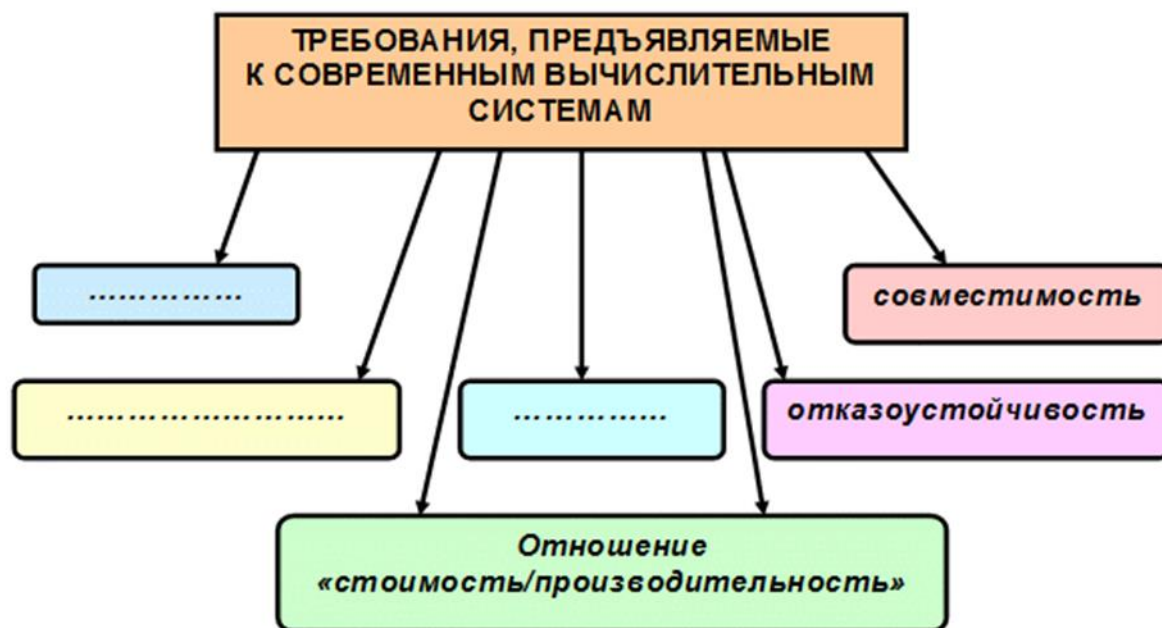 ТРЕБОВАНИЯ, ПРЕДЪЯВЛЯЕМЫЕ
К СОВРЕМЕННЫМ ВЫЧИСЛИТЕЛЬНЫМ
СИСТЕМАМ
……………
совместимость
………………………
……………
отказоустойчивость
Отношение
«стоимость/производительность»